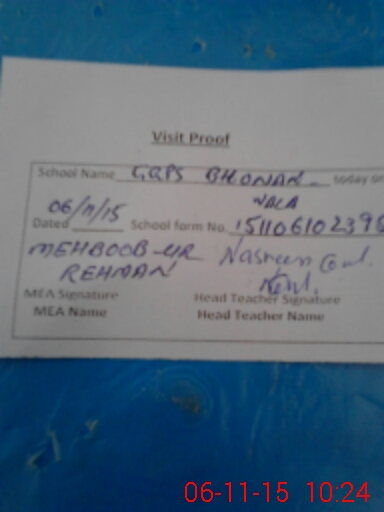 Visit Proof
School Name GGPS BHONAR today on
WALA
Dated 06/11/15 School form No. 15110610239
MEHBOOB-UR Nasreen
REHMAN
MEA Signature Head Teacher Signature
MEA Name Head Teacher Name
06-11-15 10:24